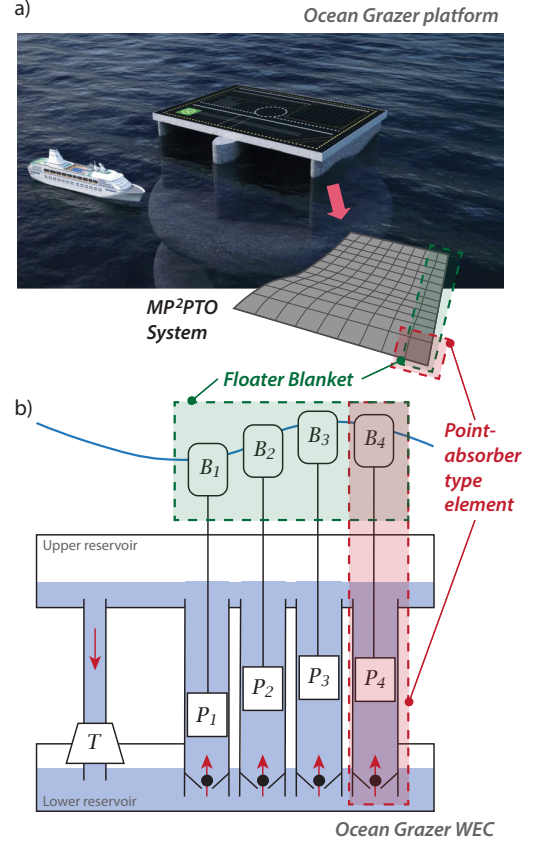 a)
Ocean Grazer platform
MP²PTO
System
Floater Blanket
b)
B₁
B₂
B₃
B₄
Point-
absorber
type
element
Upper reservoir
P₁
P₂
P₃
P₄
T
Lower reservoir
Ocean Grazer WEC